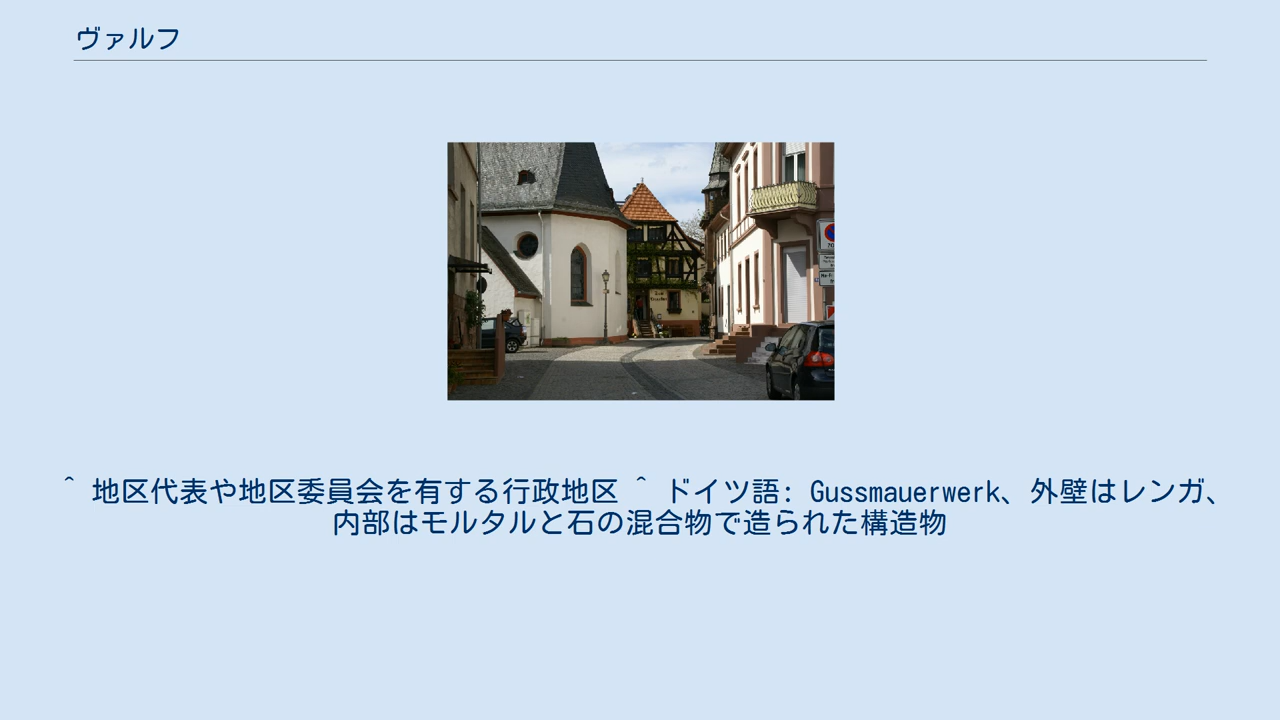 ヴァルフ
^ 地区代表や地区委員会を有する行政地区 ^ ドイツ語: Gussmauerwerk、外壁はレンガ、
内部はモルタルと石の混合物で造られた構造物